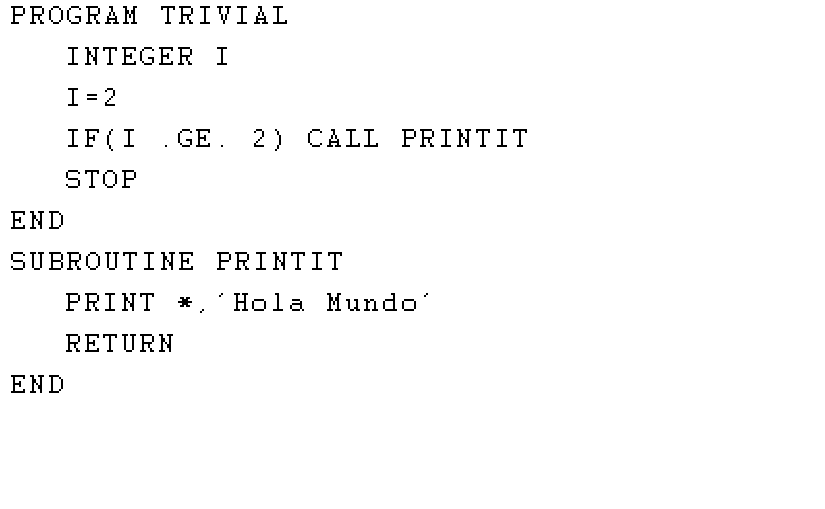 PROGRAM TRIVIAL
INTEGER I
I=2
IF(I .GE. 2) CALL PRINTIT
STOP
END
SUBROUTINE PRINTIT
PRINT *,´Hola Mundo´
RETURN
END